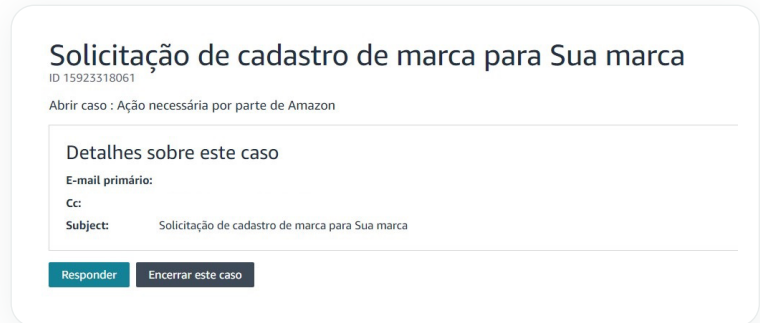 Solicitação de cadastro de marca para Sua marca
ID 15923318061
Abrir caso : Ação necessária por parte de Amazon
Detalhes sobre este caso
E-mail primário:
Cc:
Subject: Solicitação de cadastro de marca para Sua marca
Responder Encerrar este caso